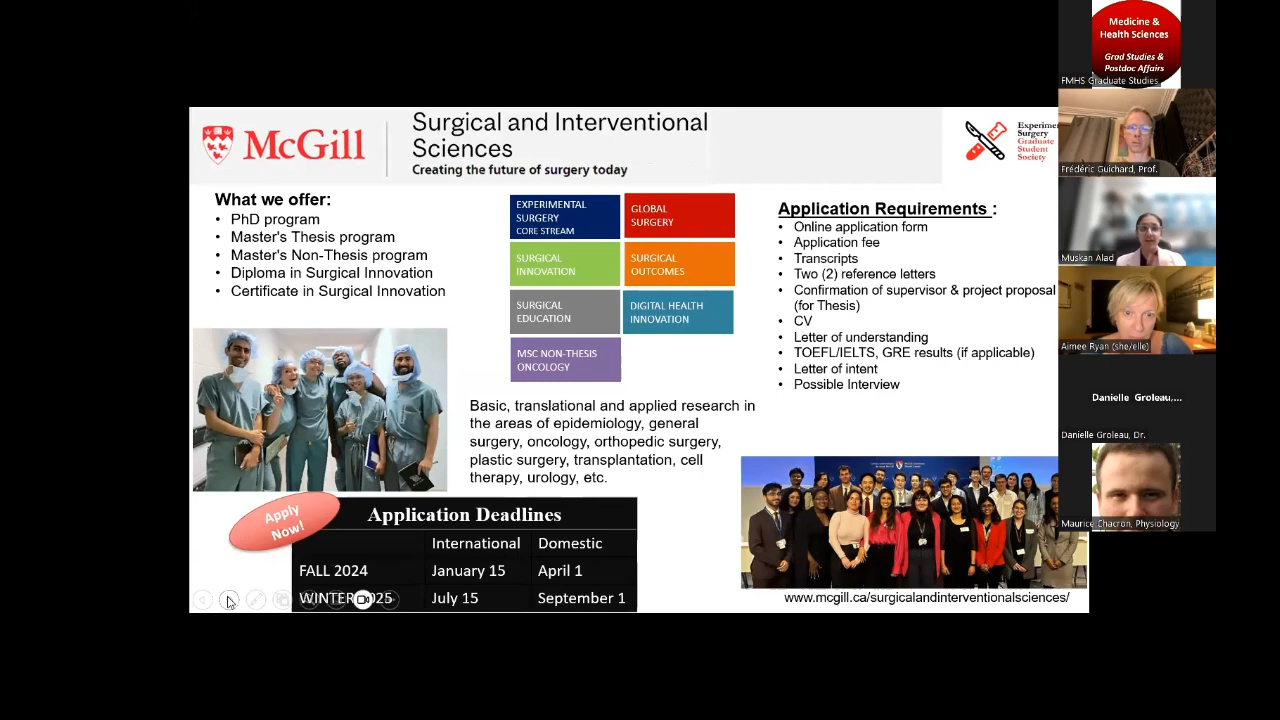 McGill
Surgical and Interventional
Sciences
Creating the future of surgery today
Surgery
Graduate
Student
Society
What we offer:
• PhD program
• Master's Thesis program
• Master's Non-Thesis program
• Diploma in Surgical Innovation
• Certificate in Surgical Innovation
EXPERIMENTAL
SURGERY
CORE STREAM
GLOBAL
SURGERY
SURGICAL
INNOVATION
SURGICAL
OUTCOMES
SURGICAL
EDUCATION
DIGITAL HEALTH
INNOVATION
MSC NON-THESIS
ONCOLOGY
Basic, translational and applied research in
the areas of epidemiology, general
surgery, oncology, orthopedic surgery,
plastic surgery, transplantation, cell
therapy, urology, etc.
Application Requirements :
• Online application form
• Application fee
• Transcripts
• Two (2) reference letters
• Confirmation of supervisor & project proposal
(for Thesis)
• CV
• Letter of understanding
• TOEFL/IELTS, GRE results (if applicable)
• Letter of intent
• Possible Interview
Apply
Now!
Application Deadlines
International Domestic
FALL 2024 January 15 April 1
WINTER 2025 July 15 September 1
www.mcgill.ca/surgicalandinterventionalsciences/
Medicine &
Health Sciences
Grad Studies &
Postdoc Affairs
FMHS Graduate Studies
Frédéric Guichard, Prof.
Muskan Alad
Aimee Ryan (she/elle)
Danielle Groleau,...
Danielle Groleau, Dr.
Maurice Chacron, Physiology